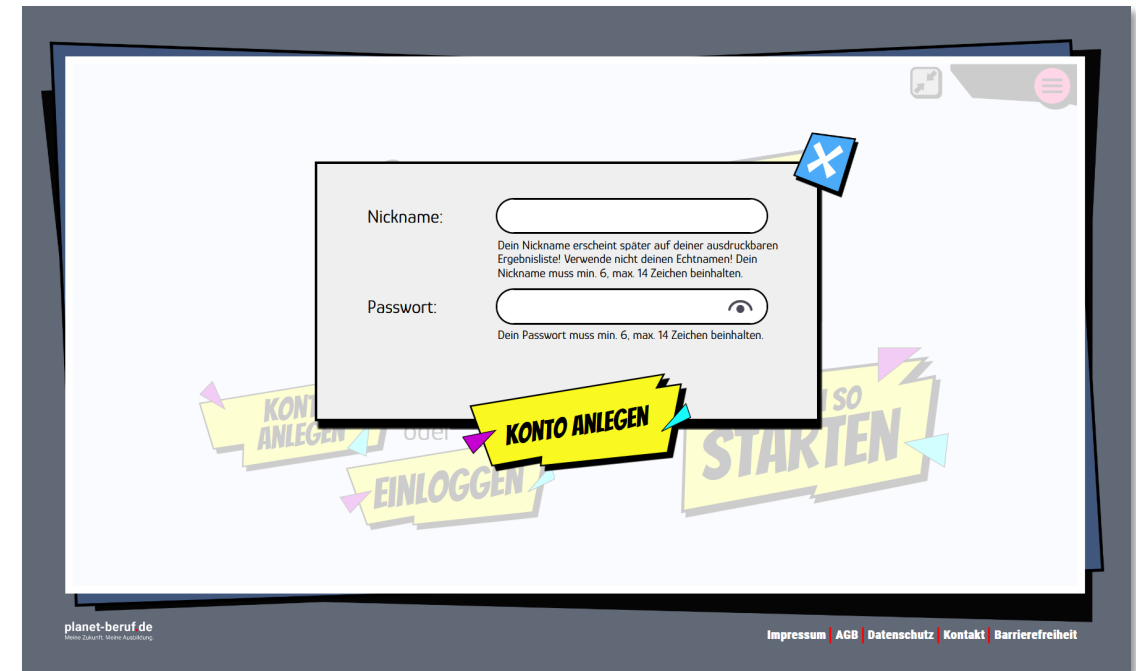 Nickname:
Dein Nickname erscheint später auf deiner ausdruckbaren
Ergebnisliste! Verwende nicht deinen Echtnamen! Dein
Nickname muss min. 6, max. 14 Zeichen beinhalten.
Passwort:
Dein Passwort muss min. 6, max. 14 Zeichen beinhalten.
KONTO ANLEGEN
ANLEGEN
oder
EINLOGGEN
SO
STARTEN
planet-beruf.de
Meine Zukunft. Meine Ausbildung.
Impressum | AGB | Datenschutz | Kontakt | Barrierefreiheit